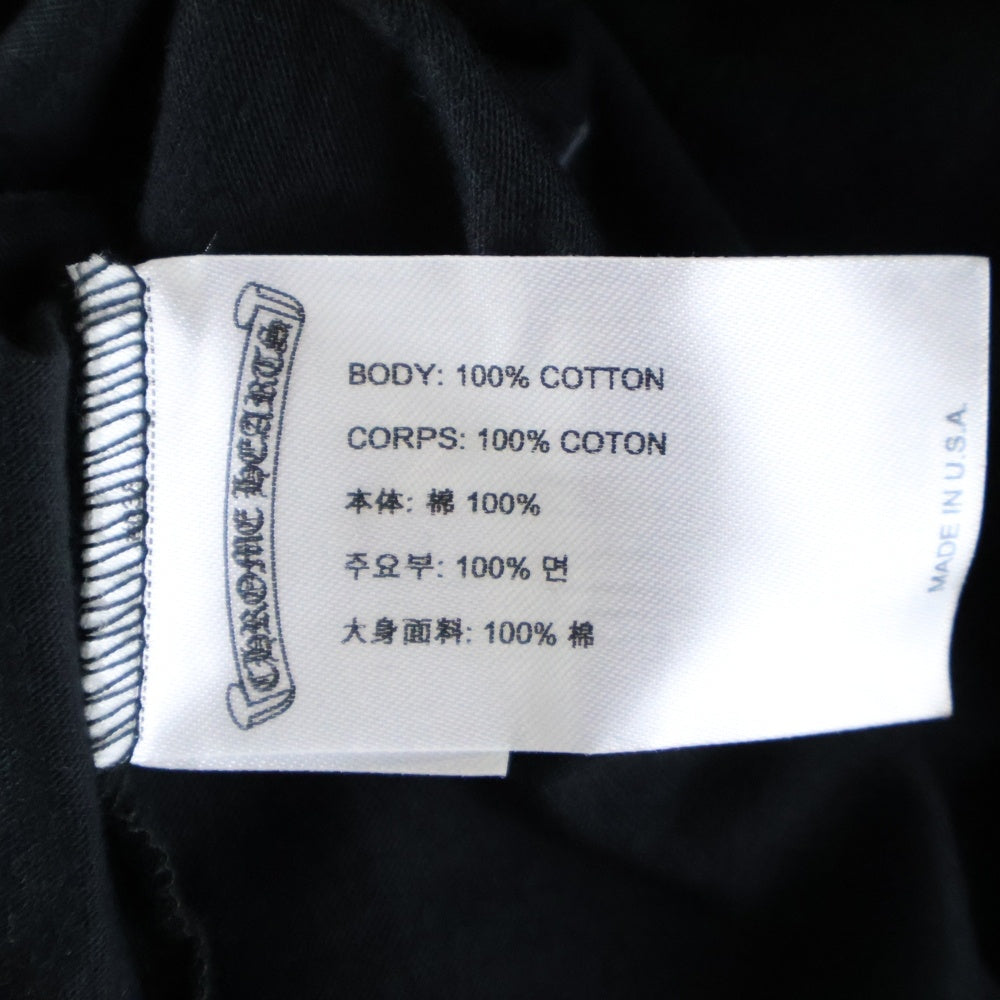 CHROME HEARTS
BODY: 100% COTTON
CORPS: 100% COTON
本体: 棉 100%
주요부: 100% 면
大身面料: 100% 棉
MADE IN U.S.A.